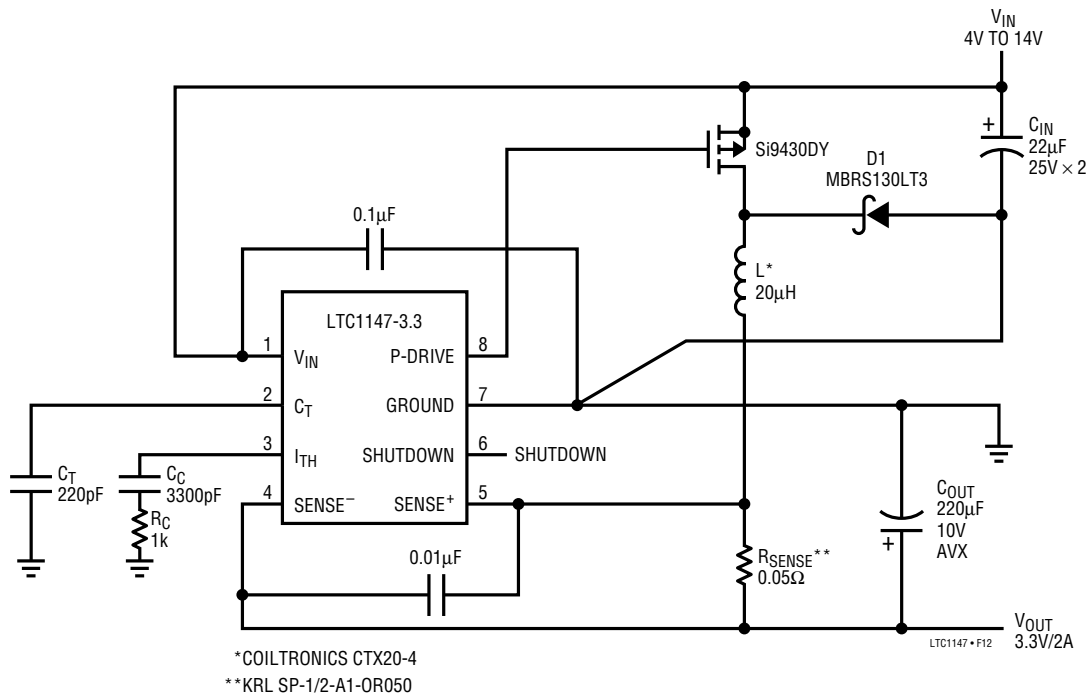 VIN
4V TO 14V
+
CIN
22µF
25V × 2
Si9430DY
D1
MBRS130LT3
0.1µF
L*
20µH
LTC1147-3.3
1
VIN
P-DRIVE
8
2
CT
GROUND
7
3
ITH
SHUTDOWN
6
SHUTDOWN
4
SENSE–
SENSE+
5
CT
220pF
CC
3300pF
RC
1k
0.01µF
RSENSE**
0.05Ω
COUT
220µF
10V
AVX
+
VOUT
3.3V/2A
LTC1147 • F12
*COILTRONICS CTX20-4
**KRL SP-1/2-A1-OR050